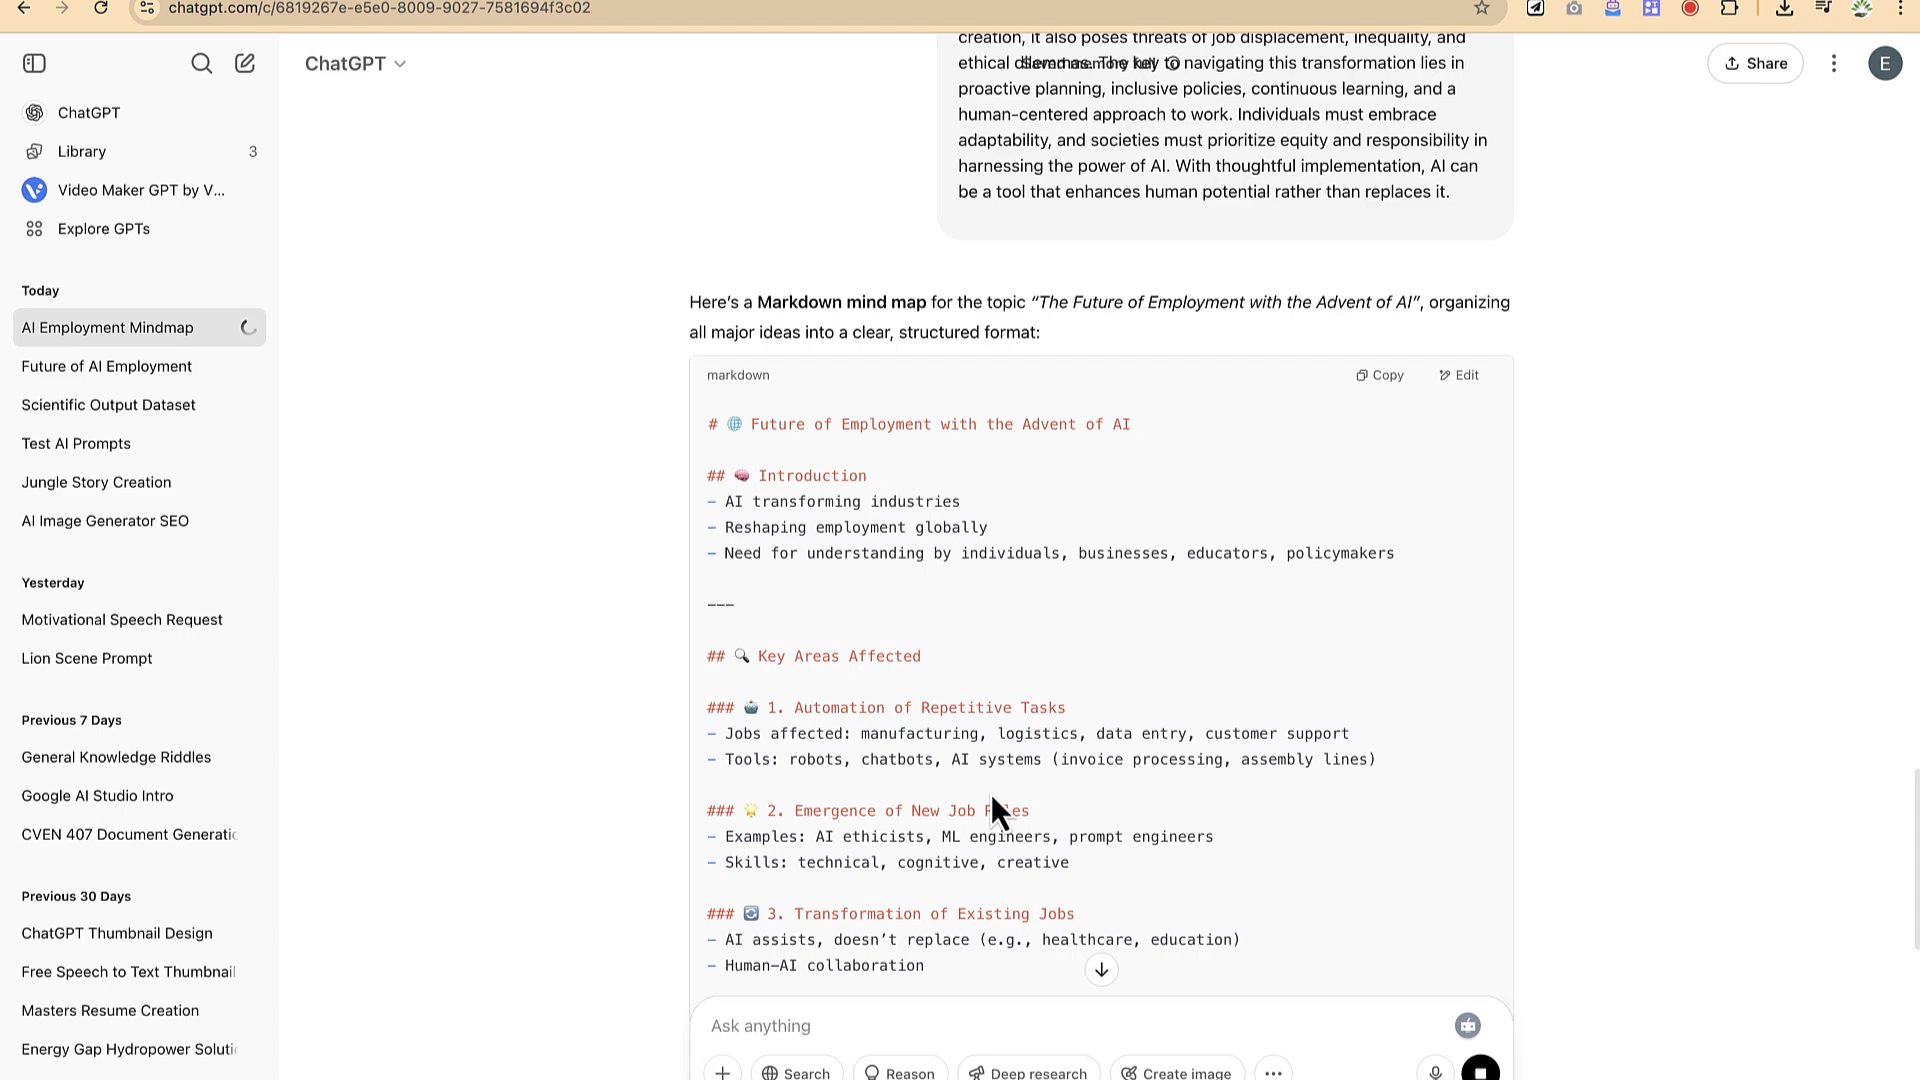 chatgpt.com/c/6819267e-e5e0-8009-9027-7581694f3c02
ChatGPT
Share
E
ChatGPT
Library 3
Video Maker GPT by V...
Explore GPTs
Today
AI Employment Mindmap
Future of AI Employment
Scientific Output Dataset
Test AI Prompts
Jungle Story Creation
AI Image Generator SEO
Yesterday
Motivational Speech Request
Lion Scene Prompt
Previous 7 Days
General Knowledge Riddles
Google AI Studio Intro
CVEN 407 Document Generatic
Previous 30 Days
ChatGPT Thumbnail Design
Free Speech to Text Thumbnail
Masters Resume Creation
Energy Gap Hydropower Soluti
creation, it also poses threats of job displacement, inequality, and
ethical The key to navigating this transformation lies in
proactive planning, inclusive policies, continuous learning, and a
human-centered approach to work. Individuals must embrace
adaptability, and societies must prioritize equity and responsibility in
harnessing the power of AI. With thoughtful implementation, AI can
be a tool that enhances human potential rather than replaces it.
Here’s a Markdown mind map for the topic “The Future of Employment with the Advent of AI”, organizing
all major ideas into a clear, structured format:
markdown Copy Edit
# 🌐 Future of Employment with the Advent of AI
## 🧠 Introduction
- AI transforming industries
- Reshaping employment globally
- Need for understanding by individuals, businesses, educators, policymakers
---
## 🔍 Key Areas Affected
### 🤖 1. Automation of Repetitive Tasks
- Jobs affected: manufacturing, logistics, data entry, customer support
- Tools: robots, chatbots, AI systems (invoice processing, assembly lines)
### 🌟 2. Emergence of New Job
- Examples: AI ethicists, ML engineers, prompt engineers
- Skills: technical, cognitive, creative
### 🔄 3. Transformation of Existing Jobs
- AI assists, doesn’t replace (e.g., healthcare, education)
- Human-AI collaboration
Ask anything
Search Reason Deep research Create image